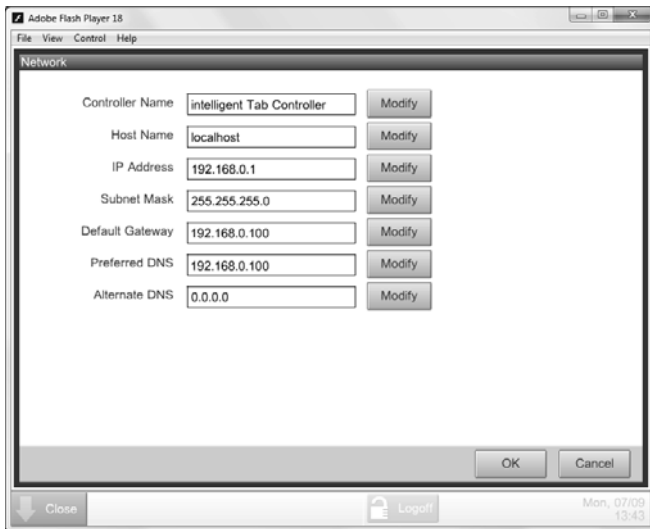 Adobe Flash Player 18
File View Control Help
Network
Controller Name intelligent Tab Controller Modify
Host Name localhost Modify
IP Address 192.168.0.1 Modify
Subnet Mask 255.255.255.0 Modify
Default Gateway 192.168.0.100 Modify
Preferred DNS 192.168.0.100 Modify
Alternate DNS 0.0.0.0 Modify
OK Cancel
Close Logoff Mon, 07/09
13:43